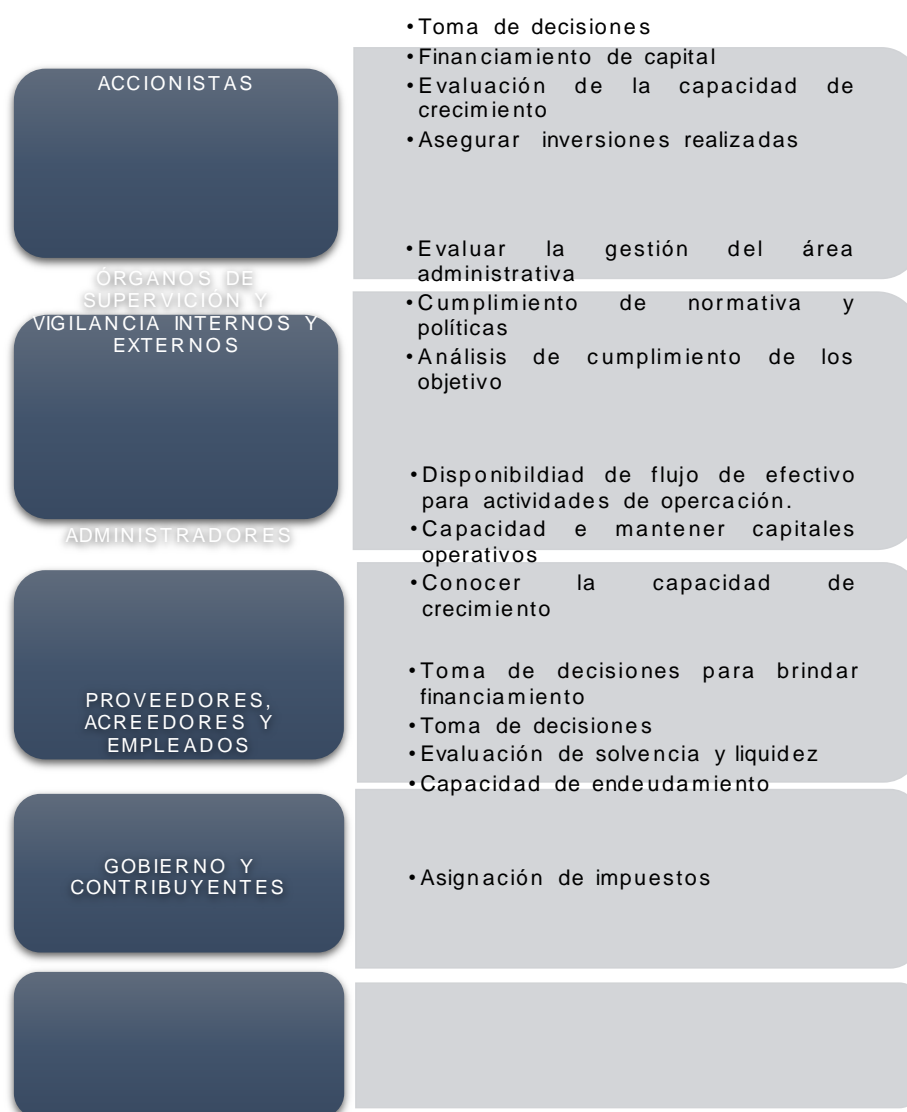 ACCIONISTAS
• Toma de decisiones
• Financiamiento de capital
• Evaluación de la capacidad de
crecimiento
• Asegurar inversiones realizadas
ÓRGANOS DE
SUPERVICIÓN Y
VIGILANCIA INTERNOS Y
EXTERNOS
• Evaluar la gestión del área
administrativa
• Cumplimiento de normativa y
políticas
• Análisis de cumplimiento de los
objetivo
ADMINISTRADORES
• Disponibildiad de flujo de efectivo
para actividades de opercación.
• Capacidad e mantener capitales
operativos
• Conocer la capacidad de
crecimiento
PROVEEDORES,
ACREEDORES Y
EMPLEADOS
• Toma de decisiones para brindar
financiamiento
• Toma de decisiones
• Evaluación de solvencia y liquidez
• Capacidad de endeudamiento
GOBIERNO Y
CONTRIBUYENTES
• Asignación de impuestos